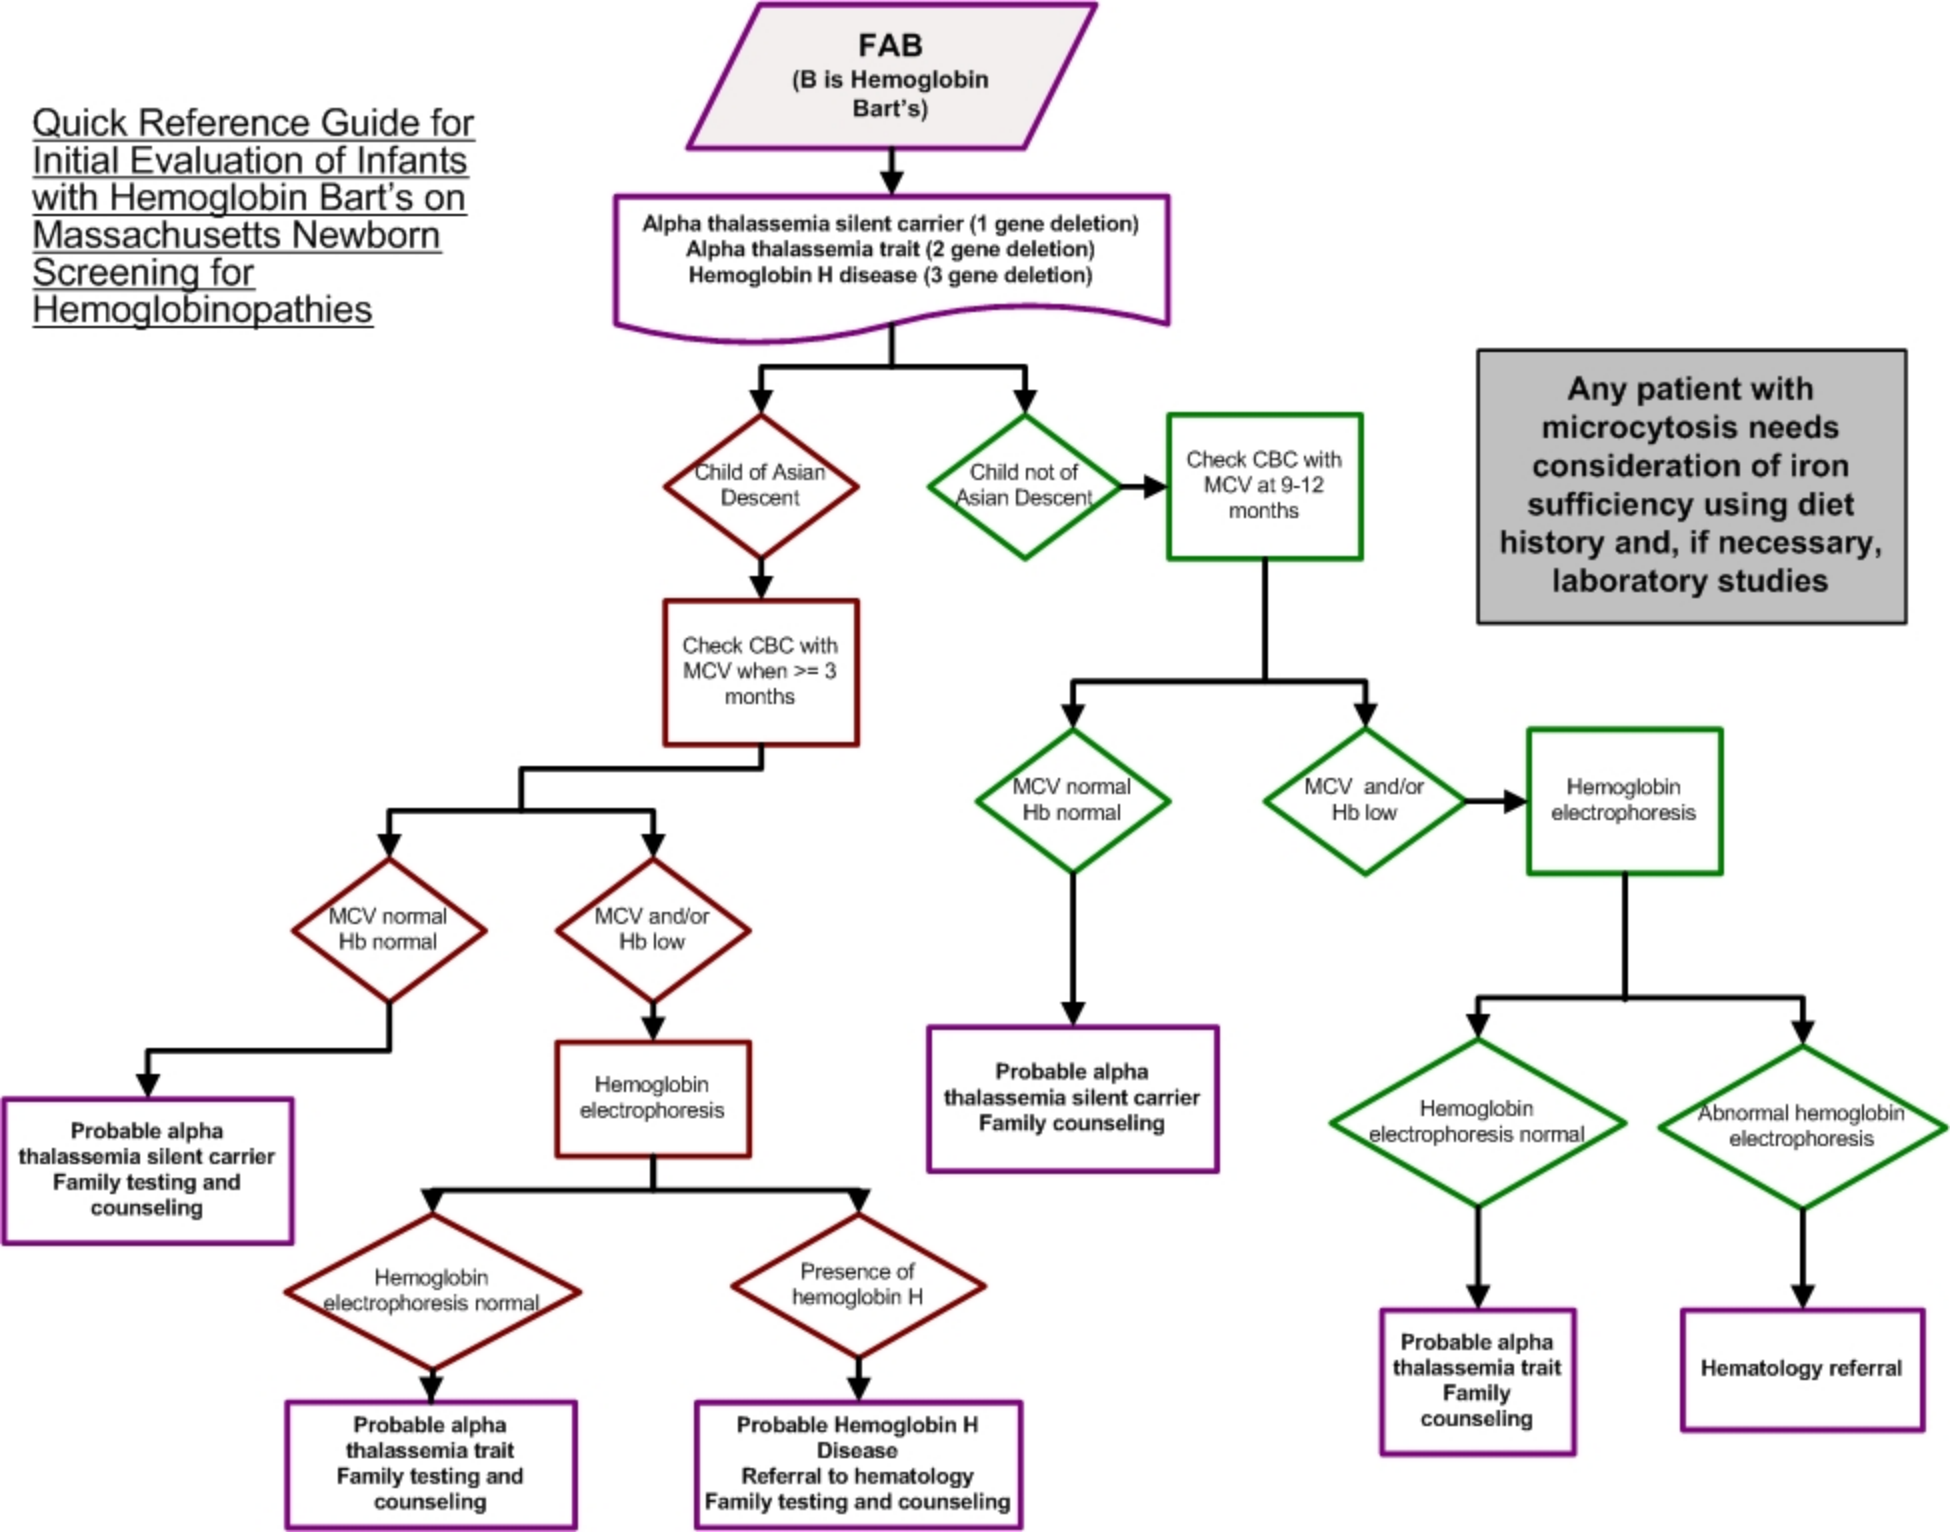 FAB
(B is Hemoglobin
Bart's)
Quick Reference Guide for
Initial Evaluation of Infants
with Hemoglobin Bart's on
Massachusetts Newborn
Screening for
Hemoglobinopathies
Alpha thalassemia silent carrier (1 gene deletion)
Alpha thalassemia trait (2 gene deletion)
Hemoglobin H disease (3 gene deletion)
Any patient with
microcytosis needs
consideration of iron
sufficiency using diet
history and, if necessary,
laboratory studies
Child of Asian
Descent
Child not of
Asian Descent
Check CBC with
MCV at 9-12
months
Check CBC with
MCV when >= 3
months
MCV normal
Hb normal
MCV and/or
Hb low
Hemoglobin
electrophoresis
MCV normal
Hb normal
MCV and/or
Hb low
Hemoglobin
electrophoresis
Probable alpha
thalassemia silent carrier
Family counseling
Hemoglobin
electrophoresis normal
Abnormal hemoglobin
electrophoresis
Probable alpha
thalassemia silent carrier
Family testing and
counseling
Hemoglobin
electrophoresis normal
Presence of
hemoglobin H
Probable alpha
thalassemia trait
Family
counseling
Hematology referral
Probable alpha
thalassemia trait
Family testing and
counseling
Probable Hemoglobin H
Disease
Referral to hematology
Family testing and counseling